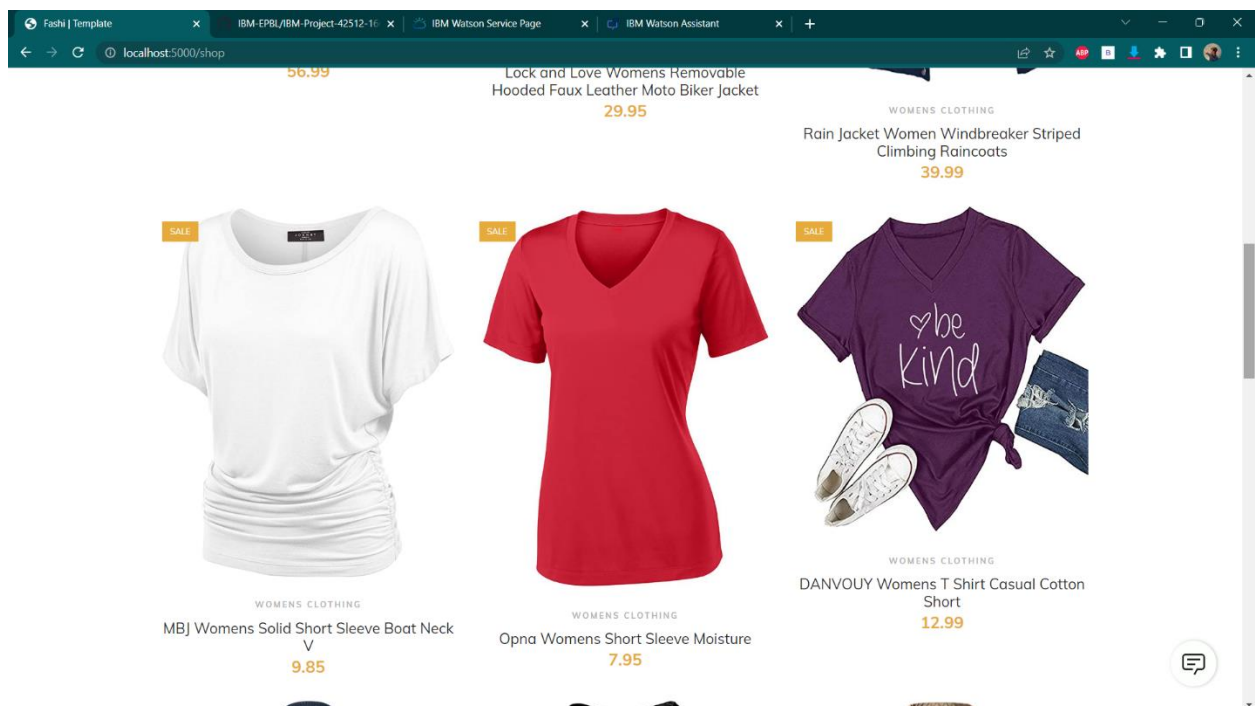 Fashi | Template
IBM-EPBL/IBM-Project-42512-16
IBM Watson Service Page
IBM Watson Assistant
localhost:5000/shop
ABP
B
56.99
Lock and Love Womens Removable
Hooded Faux Leather Moto Biker Jacket
29.95
WOMENS CLOTHING
Rain Jacket Women Windbreaker Striped
Climbing Raincoats
39.99
SALE
SALE
SALE
be
kind
WOMENS CLOTHING
MBJ Womens Solid Short Sleeve Boat Neck
V
9.85
WOMENS CLOTHING
Opna Womens Short Sleeve Moisture
7.95
WOMENS CLOTHING
DANVOUY Womens T Shirt Casual Cotton
Short
12.99